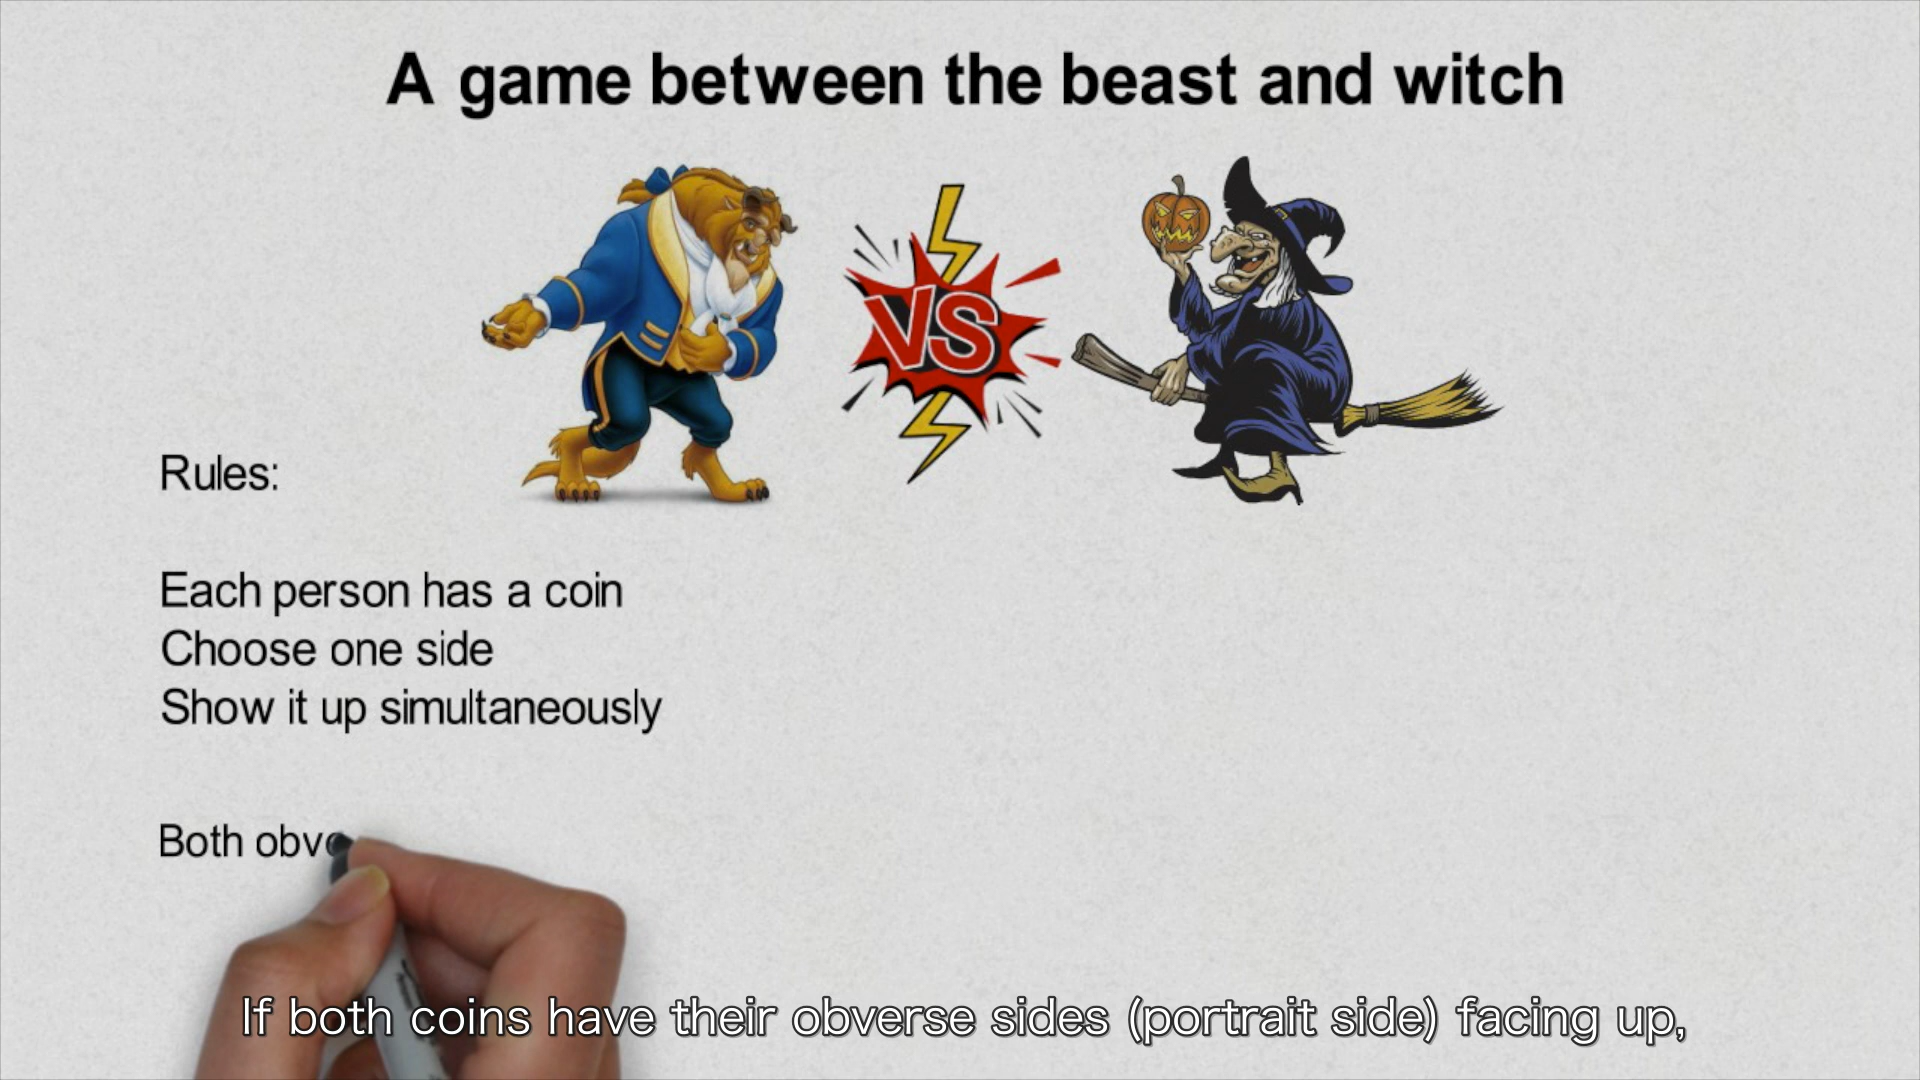 A game between the beast and witch
VS
Rules:
Each person has a coin
Choose one side
Show it up simultaneously
Both obve
If both coins have their obverse sides (portrait side) facing up,